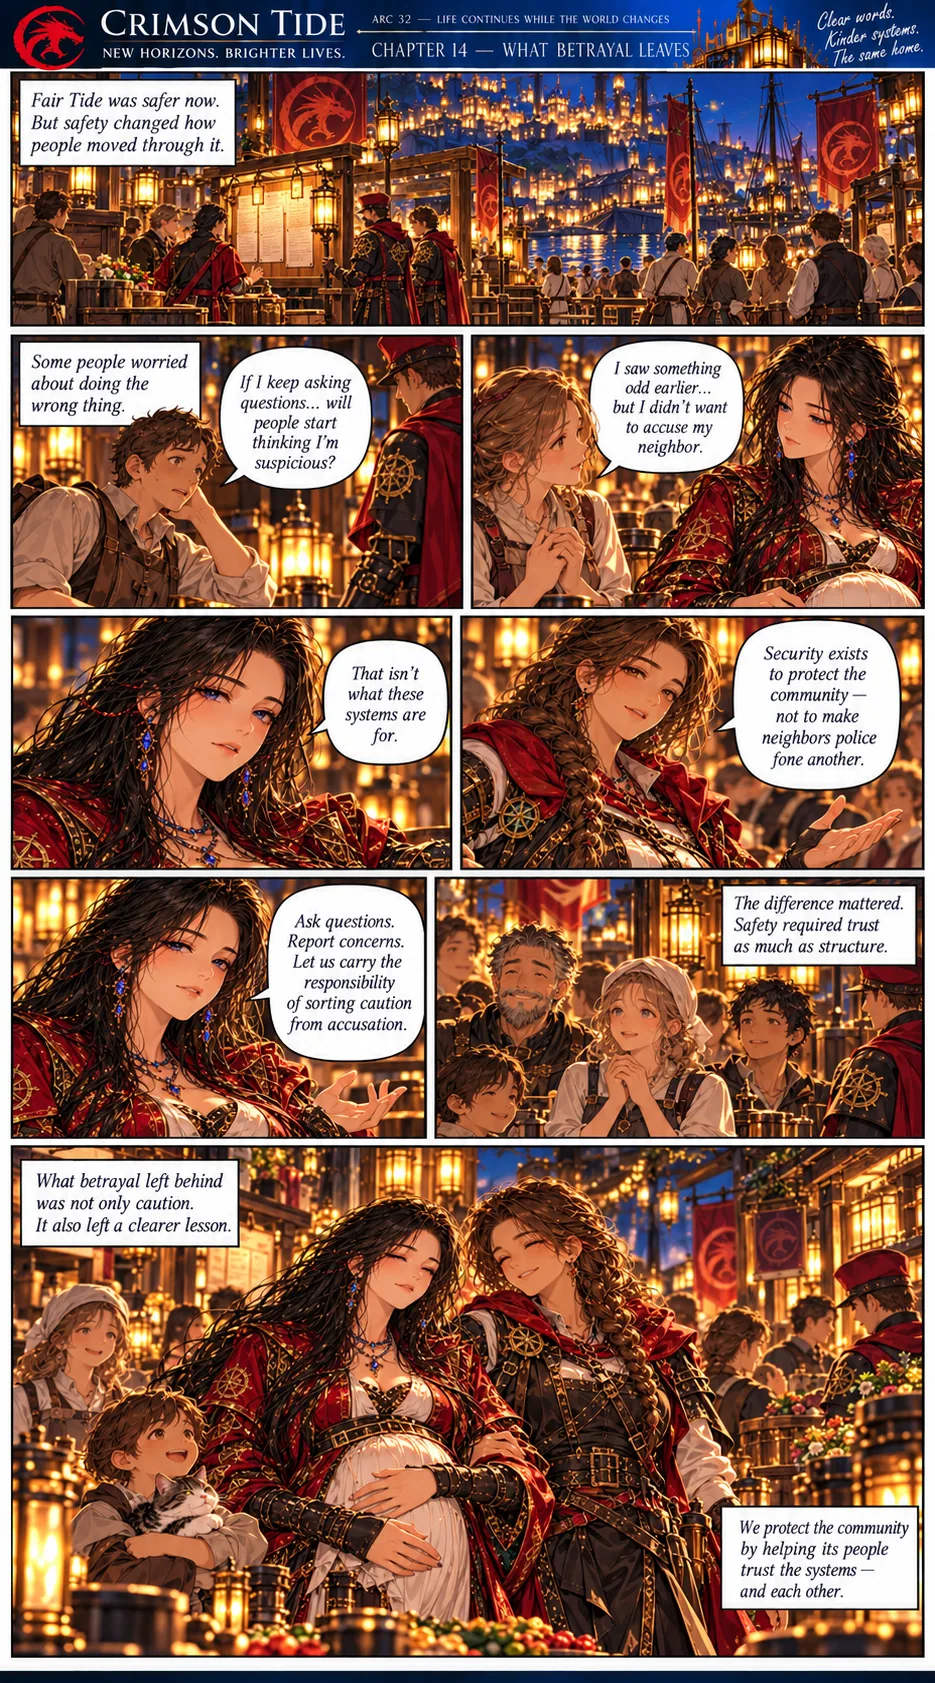 CRIMSON TIDE
NEW HORIZONS. BRIGHTER LIVES.
ARC 32 — LIFE CONTINUES WHILE THE WORLD CHANGES
CHAPTER 14 — WHAT BETRAYAL LEAVES
Clear words.
Kinder systems.
The same home.
Fair Tide was safer now.
But safety changed how
people moved through it.
Some people worried
about doing the
wrong thing.
If I keep asking
questions... will
people start
thinking I'm
suspicious?
I saw something
odd earlier...
but I didn't want
to accuse my
neighbor.
That isn't
what these
systems are
for.
Security exists
to protect the
community —
not to make
neighbors police
fone another.
Ask questions.
Report concerns.
Let us carry the
responsibility
of sorting caution
from accusation.
The difference mattered.
Safety required trust
as much as structure.
What betrayal left behind
was not only caution.
It also left a clearer lesson.
We protect the community
by helping its people
trust the systems —
and each other.